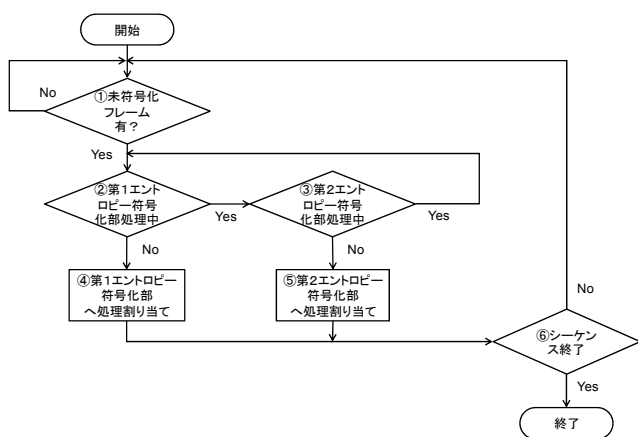 開始
①未符号化
フレーム
有？
No
Yes
②第1エント
ロピー符号
化部処理中
Yes
③第2エント
ロピー符号
化部処理中
Yes
No
No
④第1エントロピー
符号化部
へ処理割り当て
⑤第2エントロピー
符号化部
へ処理割り当て
No
⑥シーケン
ス終了
Yes
終了